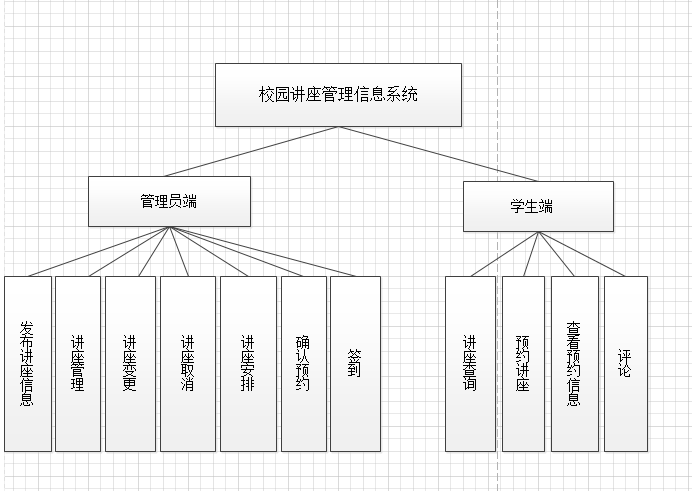 校园讲座管理信息系统
管理员端
学生端
发布讲座信息
讲座管理
讲座变更
讲座取消
讲座安排
确认预约
签到
讲座查询
预约讲座
查看预约信息
评论